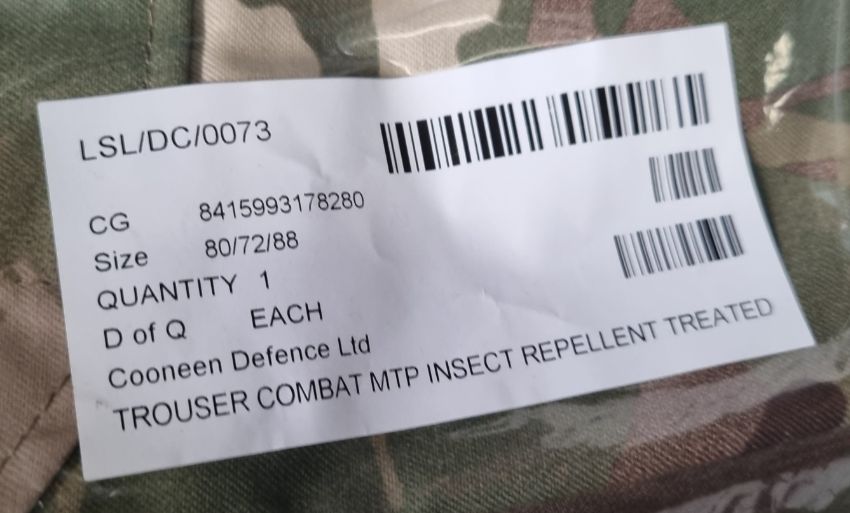 LSL/DC/0073
CG 8415993178280
Size 80/72/88
QUANTITY 1
D of Q EACH
Cooneen Defence Ltd
TROUSER COMBAT MTP INSECT REPELLENT TREATED